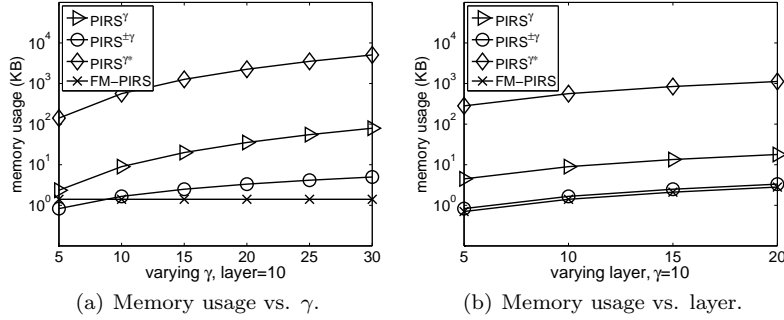 PIRS^γ
PIRS^±γ
PIRS^γ*
FM−PIRS
10^4
10^3
10^2
10^1
10^0
memory usage (KB)
5 10 15 20 25 30
varying γ, layer=10
(a) Memory usage vs. γ.
PIRS^γ
PIRS^±γ
PIRS^γ*
FM−PIRS
10^4
10^3
10^2
10^1
10^0
memory usage (KB)
5 10 15 20
varying layer, γ=10
(b) Memory usage vs. layer.